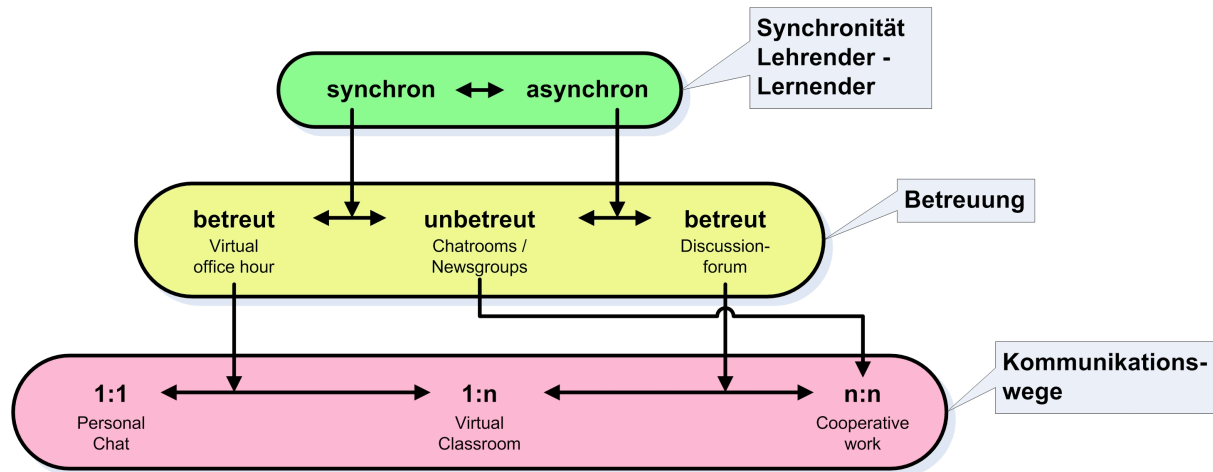 Synchronität
Lehrender -
Lernender
synchron
asynchron
Betreuung
betreut
Virtual
office hour
unbetreut
Chatrooms /
Newsgroups
betreut
Discussion-
forum
Kommunikations-
wege
1:1
Personal
Chat
1:n
Virtual
Classroom
n:n
Cooperative
work